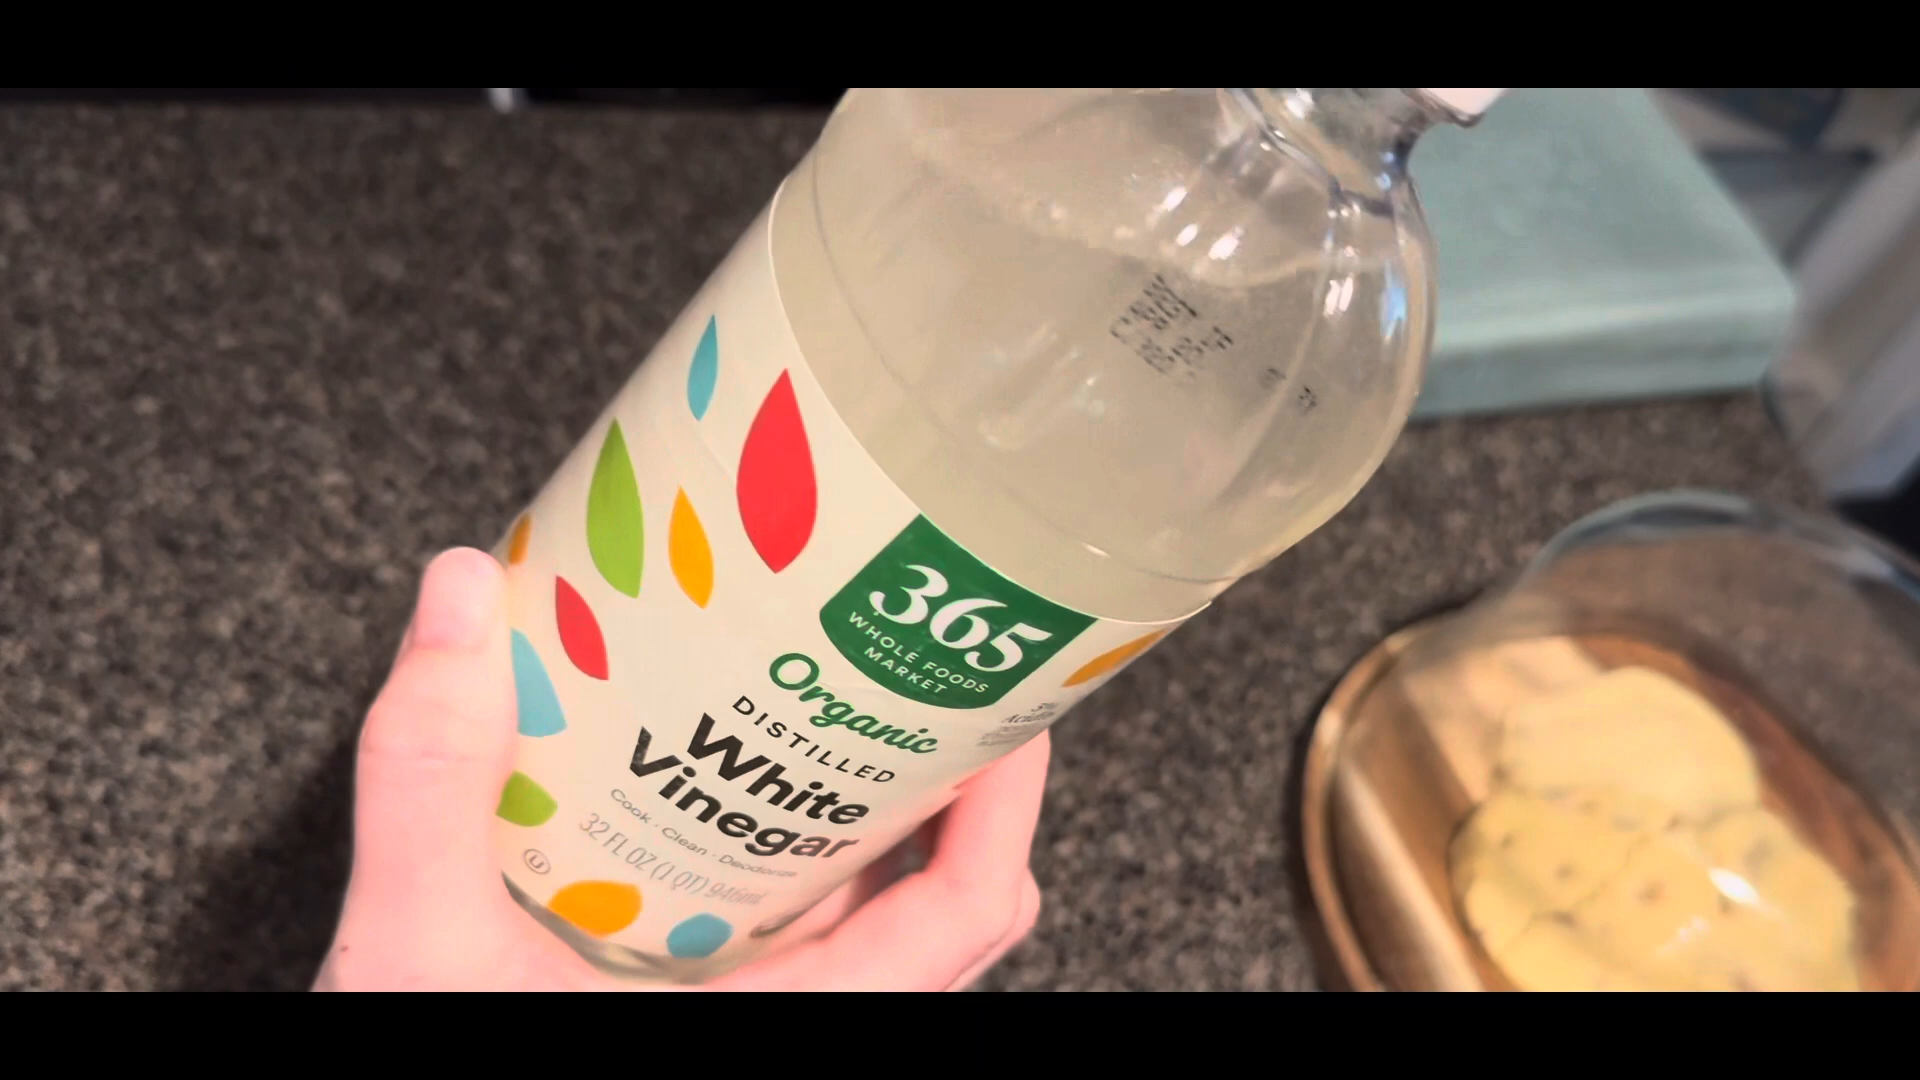 365
WHOLE FOODS
MARKET
Organic
DISTILLED
White
Vinegar
Cook · Clean · Deodorize
32 FL OZ (1 QT) 946ml
U